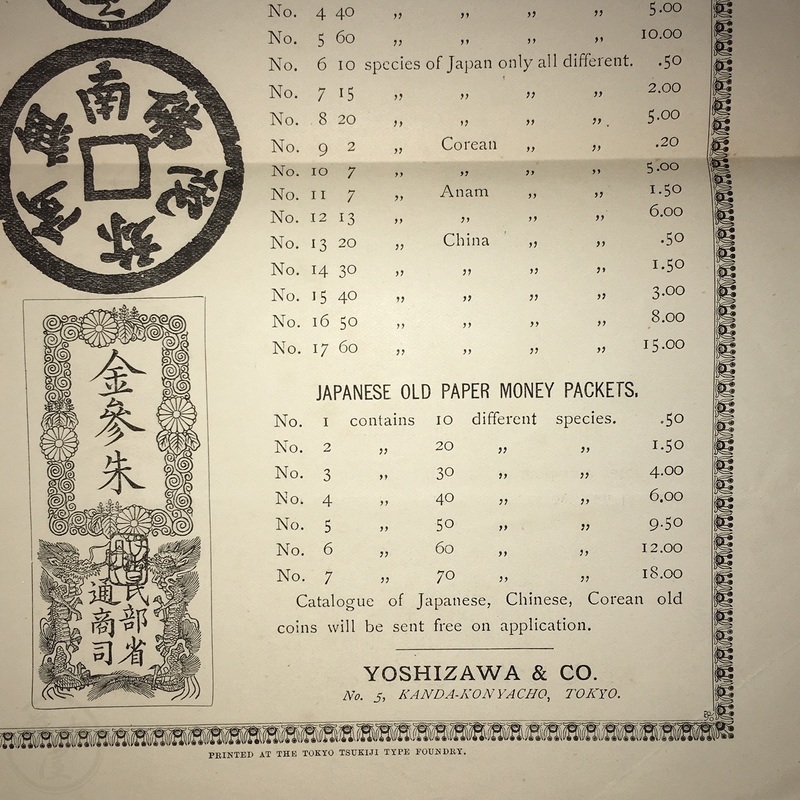 No. 4 40 „ „ „ „ 5.00
No. 5 60 „ „ „ „ 10.00
No. 6 10 species of Japan only all different. .50
No. 7 15 „ „ „ „ 2.00
No. 8 20 „ „ „ „ 5.00
No. 9 2 „ Corean „ „ .20
No. 10 7 „ „ „ „ 5.00
No. 11 7 „ Anam „ „ 1.50
No. 12 13 „ „ „ „ 6.00
No. 13 20 „ China „ „ .50
No. 14 30 „ „ „ „ 1.50
No. 15 40 „ „ „ „ 3.00
No. 16 50 „ „ „ „ 8.00
No. 17 60 „ „ „ „ 15.00
JAPANESE OLD PAPER MONEY PACKETS.
No. 1 contains 10 different species. .50
No. 2 „ 20 „ „ 1.50
No. 3 „ 30 „ „ 4.00
No. 4 „ 40 „ „ 6.00
No. 5 „ 50 „ „ 9.50
No. 6 „ 60 „ „ 12.00
No. 7 „ 70 „ „ 18.00
Catalogue of Japanese, Chinese, Corean old
coins will be sent free on application.
YOSHIZAWA & CO.
No. 5, KANDA-KONYACHO, TOKYO.
PRINTED AT THE TOKYO TSUKIJI TYPE FOUNDRY.
南
金參朱
民部省
通商司